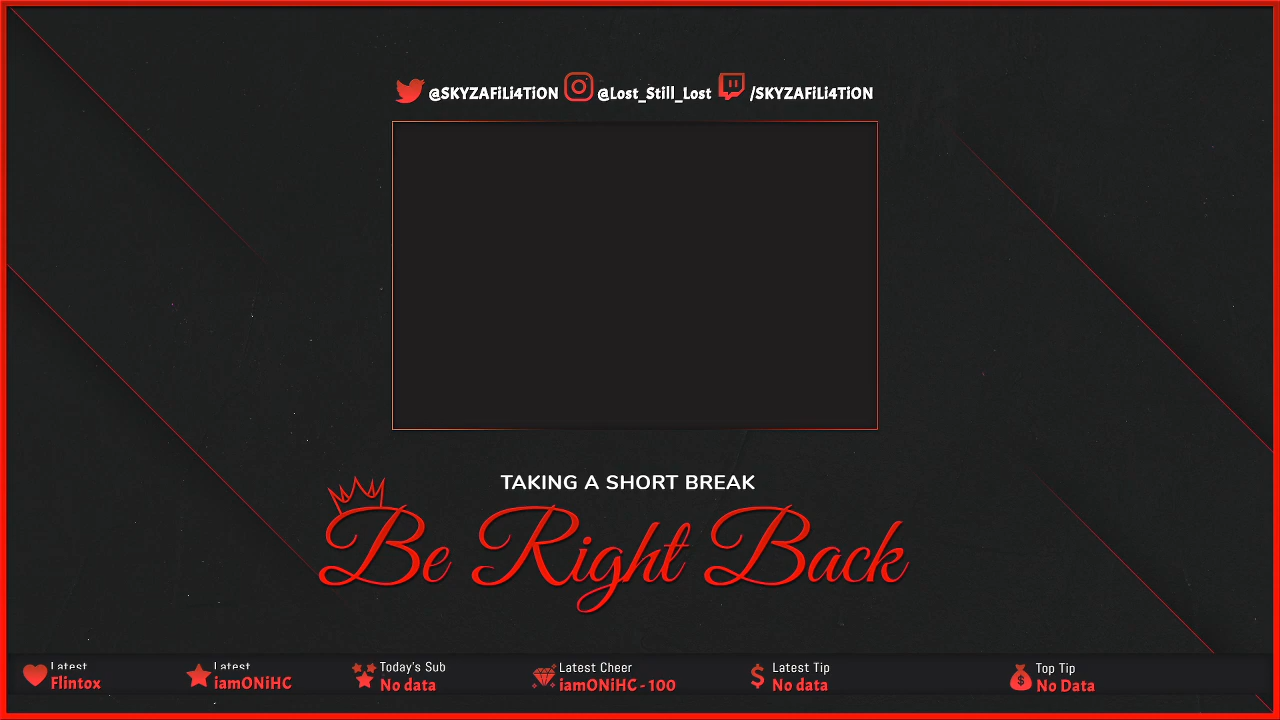 @SKYZAFiLi4TiON @Lost_Still_Lost /SKYZAFiLi4TiON
TAKING A SHORT BREAK
Be Right Back
Latest Latest Today's Sub Latest Cheer Latest Tip Top Tip
Flintox iamONiHC No data iamONiHC - 100 No data No Data